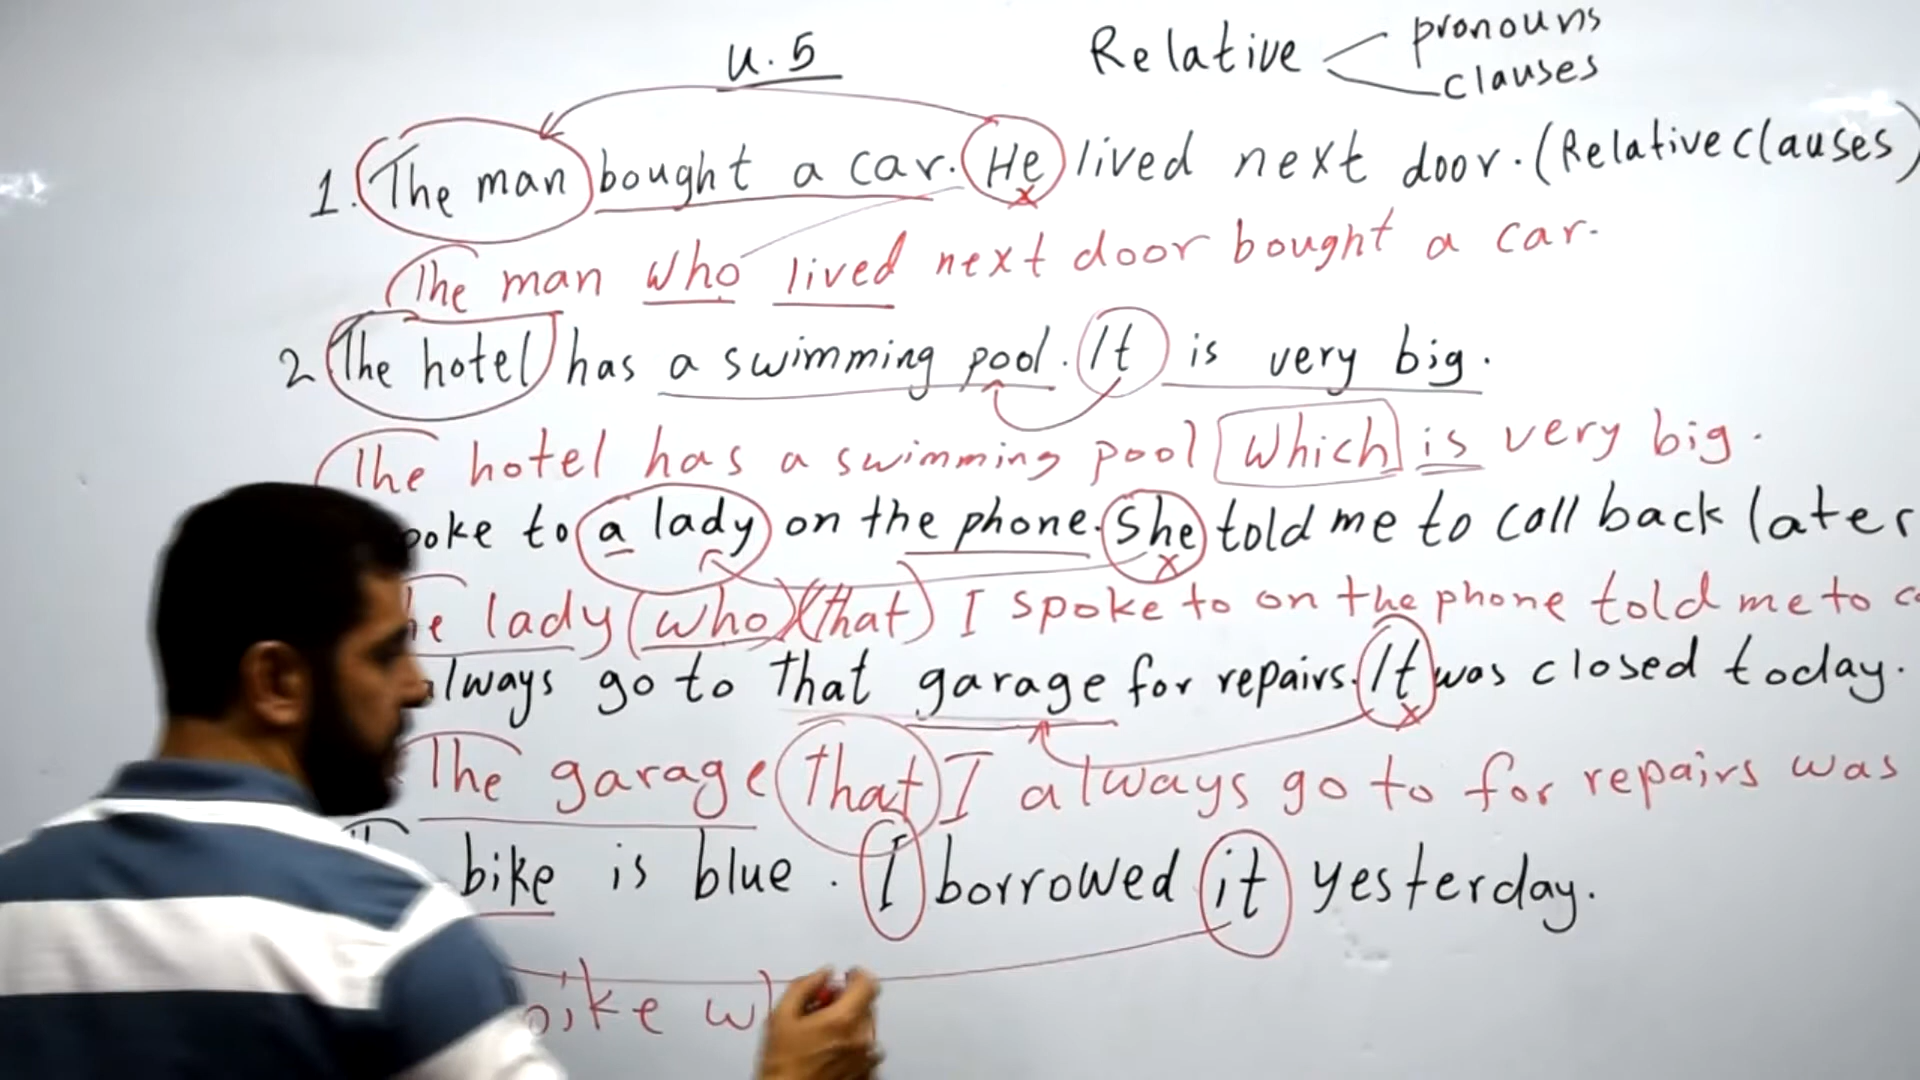 u. 5
Relative pronouns
clauses
1. The man bought a car. He lived next door. (Relative clauses)
The man who lived next door bought a car.
2 The hotel has a swimming pool. It is very big.
The hotel has a swimming pool which is very big.
to a lady on the phone. She told me to call back later
lady (who) (that) I spoke to on the phone told me to
always go to that garage for repairs. It was closed today.
The garage that I always go to for repairs was
bike is blue. I borrowed it yesterday.
bike